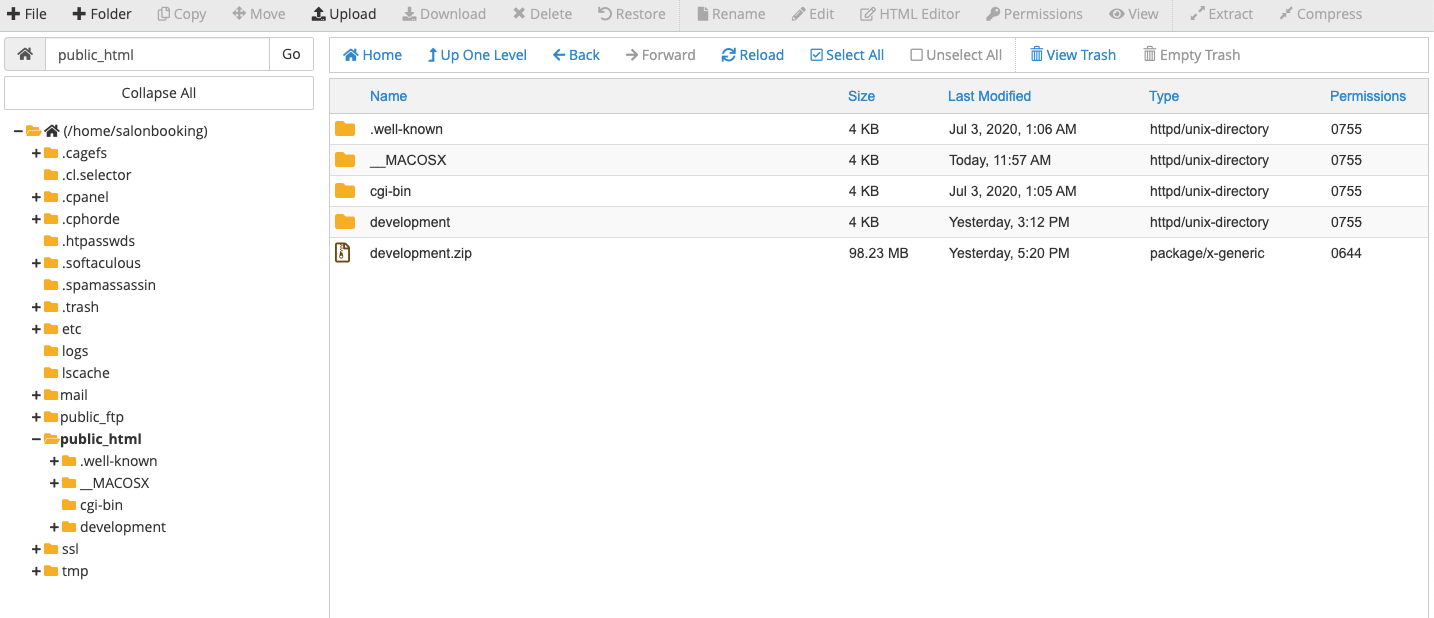 File Folder Copy Move Upload Download Delete Restore Rename Edit HTML Editor Permissions View Extract Compress
public_html Go
Home Up One Level Back Forward Reload Select All Unselect All View Trash Empty Trash
Collapse All
(/home/salonbooking)
.cagefs
.cl.selector
.cpanel
.cphorde
.htpasswds
.softaculous
.spamassassin
.trash
etc
logs
lscache
mail
public_ftp
public_html
.well-known
__MACOSX
cgi-bin
development
ssl
tmp
Name Size Last Modified Type Permissions
.well-known 4 KB Jul 3, 2020, 1:06 AM httpd/unix-directory 0755
__MACOSX 4 KB Today, 11:57 AM httpd/unix-directory 0755
cgi-bin 4 KB Jul 3, 2020, 1:05 AM httpd/unix-directory 0755
development 4 KB Yesterday, 3:12 PM httpd/unix-directory 0755
development.zip 98.23 MB Yesterday, 5:20 PM package/x-generic 0644